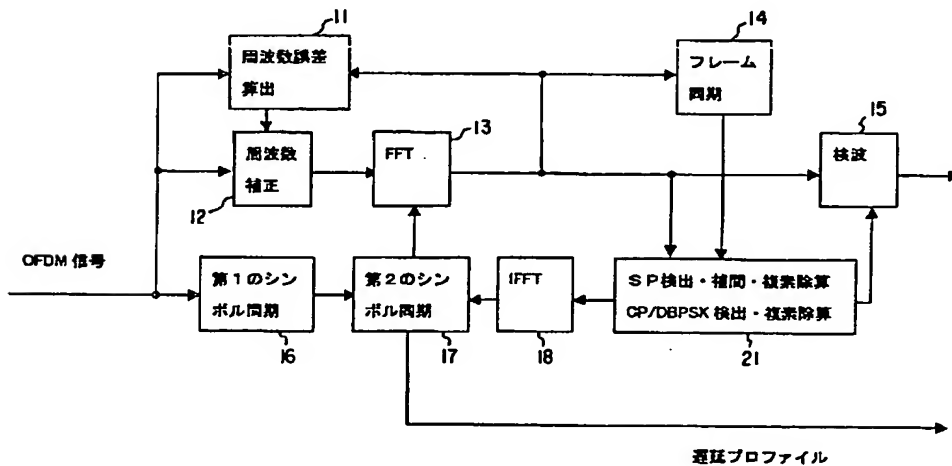 11
周波数誤差
算出
14
フレーム
同期
12
周波数
補正
13
FFT
15
検波
OFDM 信号
第1のシン
ボル同期
16
第2のシン
ボル同期
17
IFFT
18
SP検出・補間・複素除算
CP/DBPSK 検出・複素除算
21
遅延プロファイル